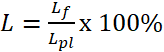 L = L_f / L_pl x 100%